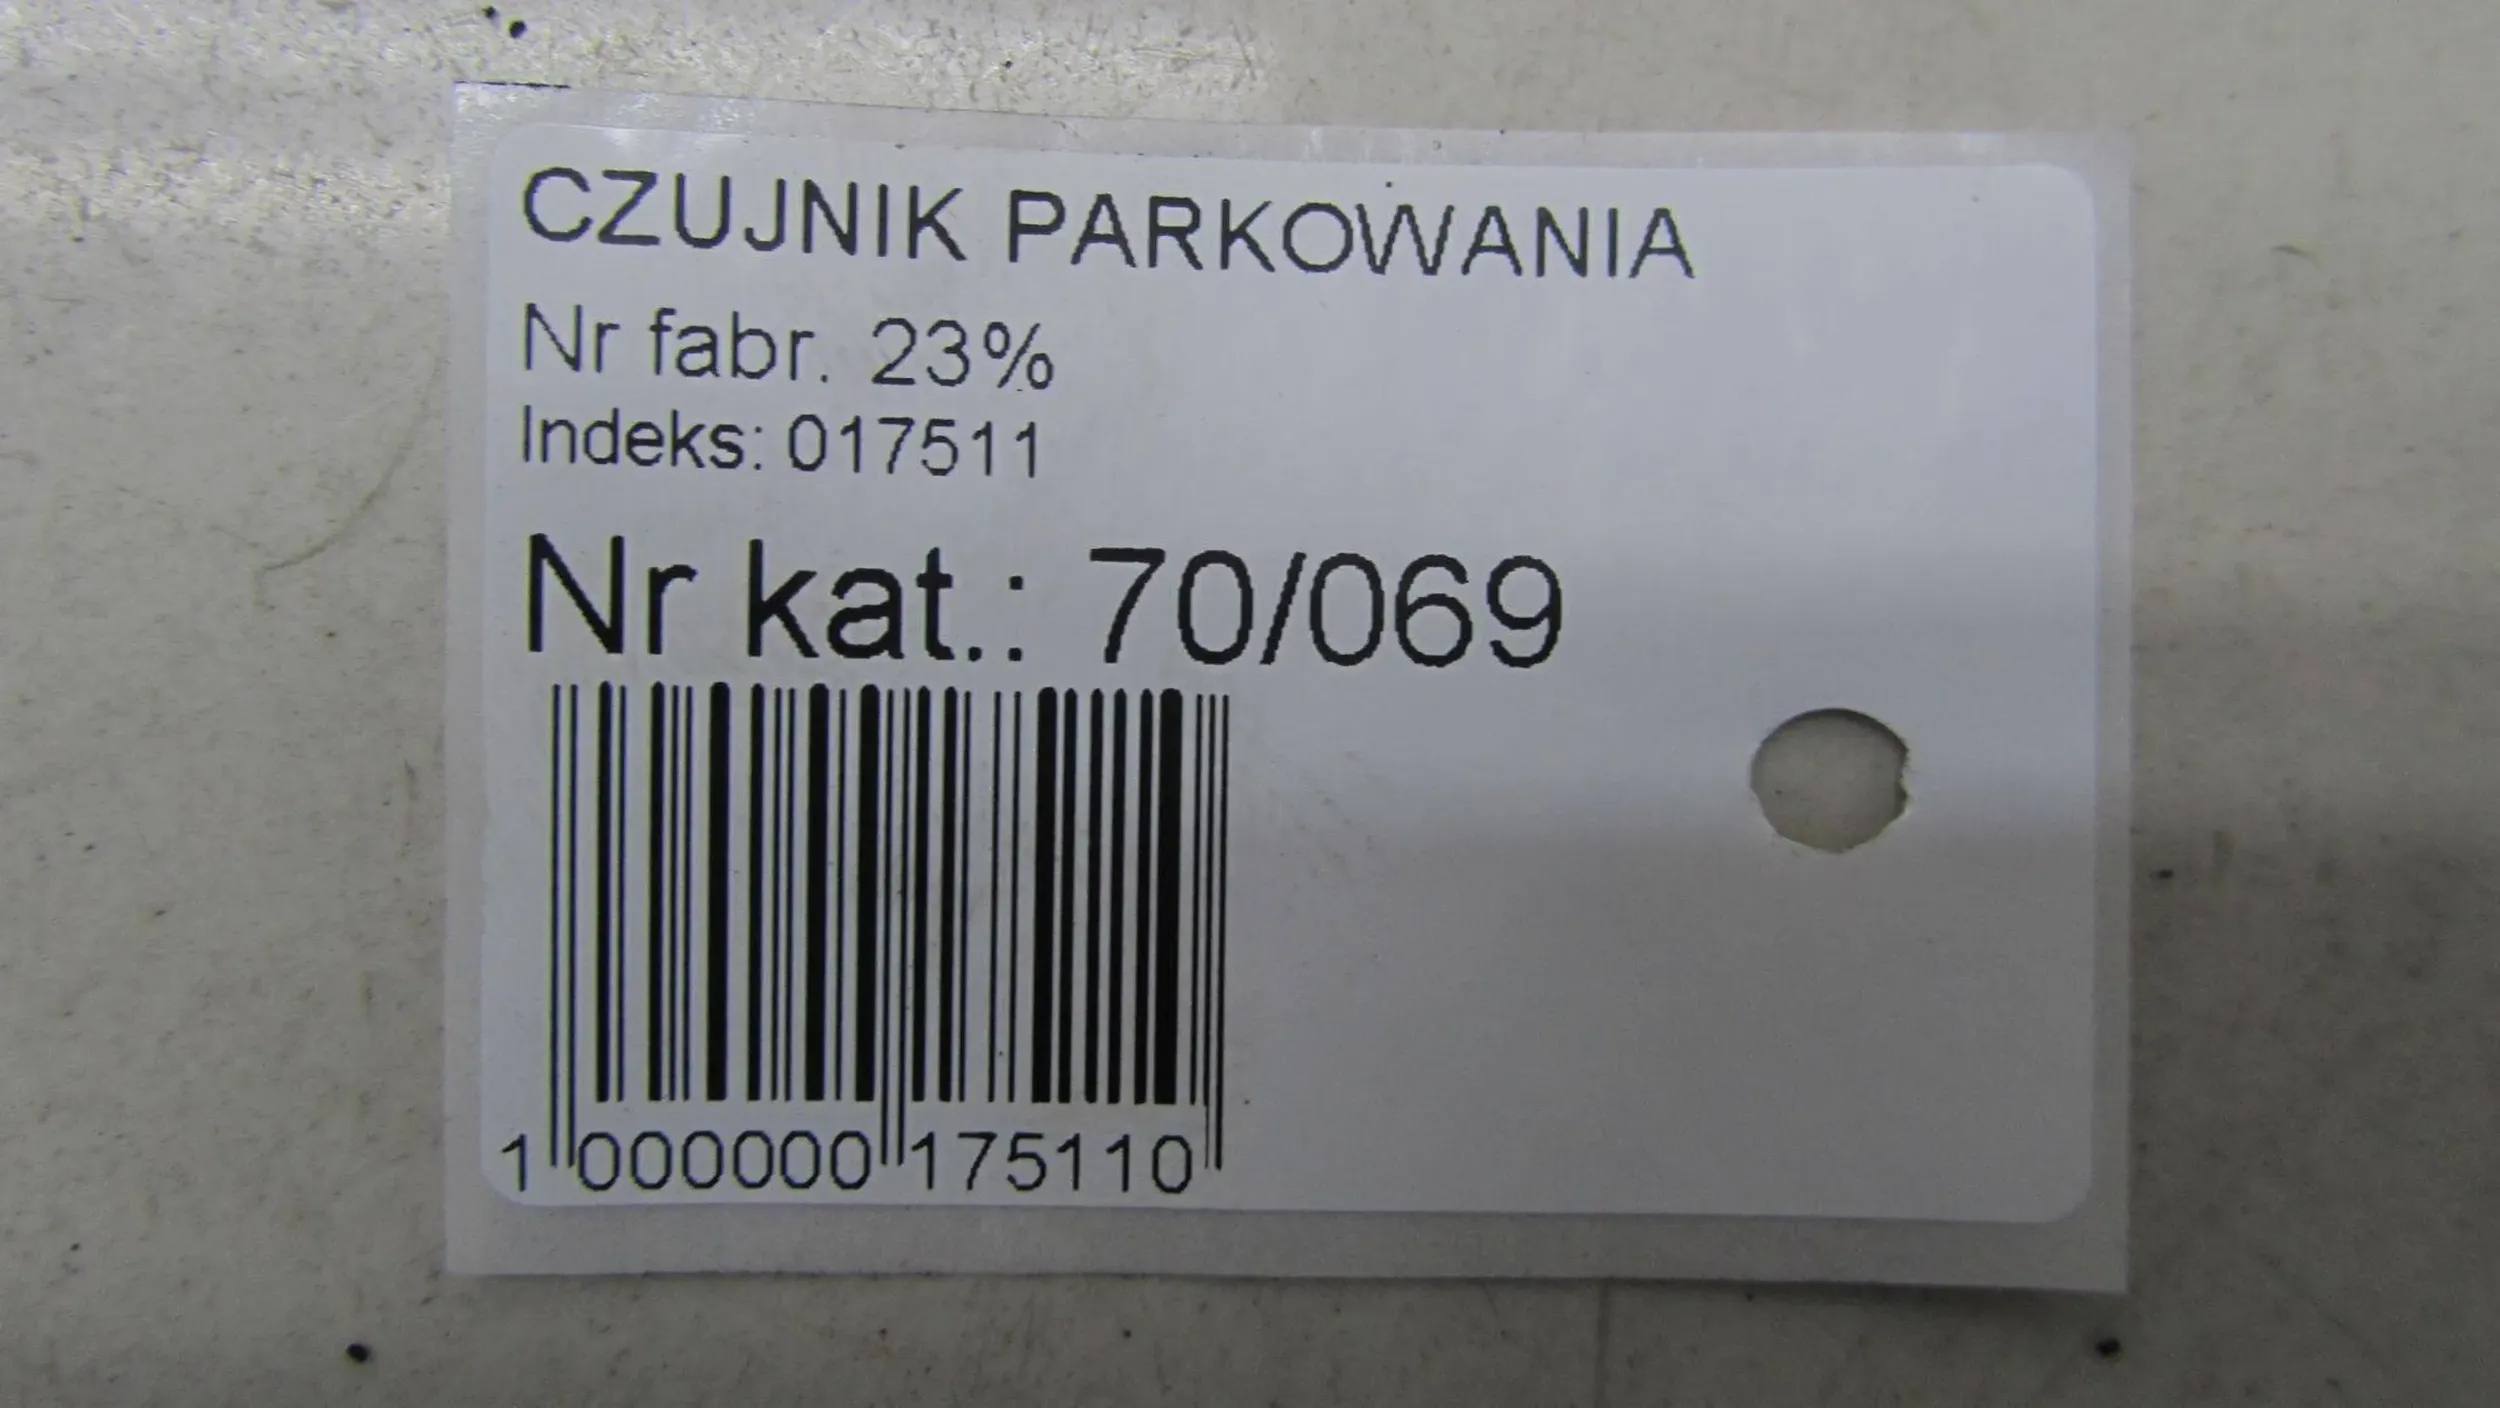 CZUJNIK PARKOWANIA
Nr fabr. 23%
Indeks: 017511
Nr kat.: 70/069
1 000000 175110